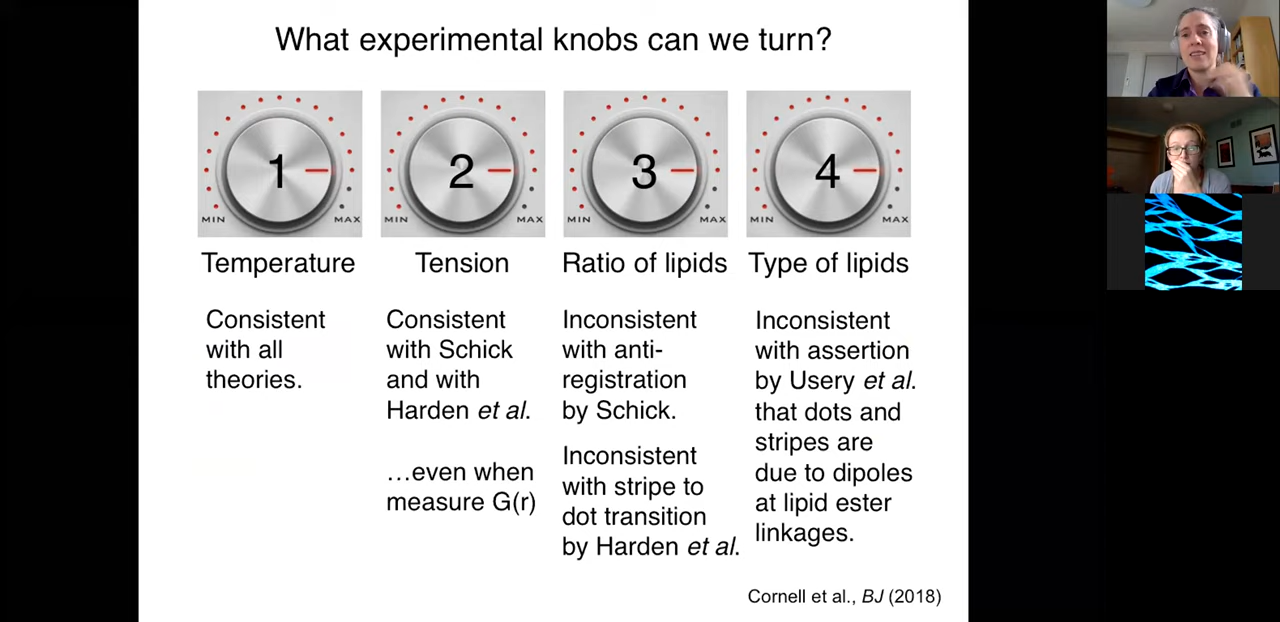 What experimental knobs can we turn?
1
MIN MAX
2
MIN MAX
3
MIN MAX
4
MIN MAX
Temperature
Tension
Ratio of lipids
Type of lipids
Consistent
with all
theories.
Consistent
with Schick
and with
Harden et al.
…even when
measure G(r)
Inconsistent
with anti-
registration
by Schick.
Inconsistent
with stripe to
dot transition
by Harden et al.
Inconsistent
with assertion
by Usery et al.
that dots and
stripes are
due to dipoles
at lipid ester
linkages.
Cornell et al., BJ (2018)